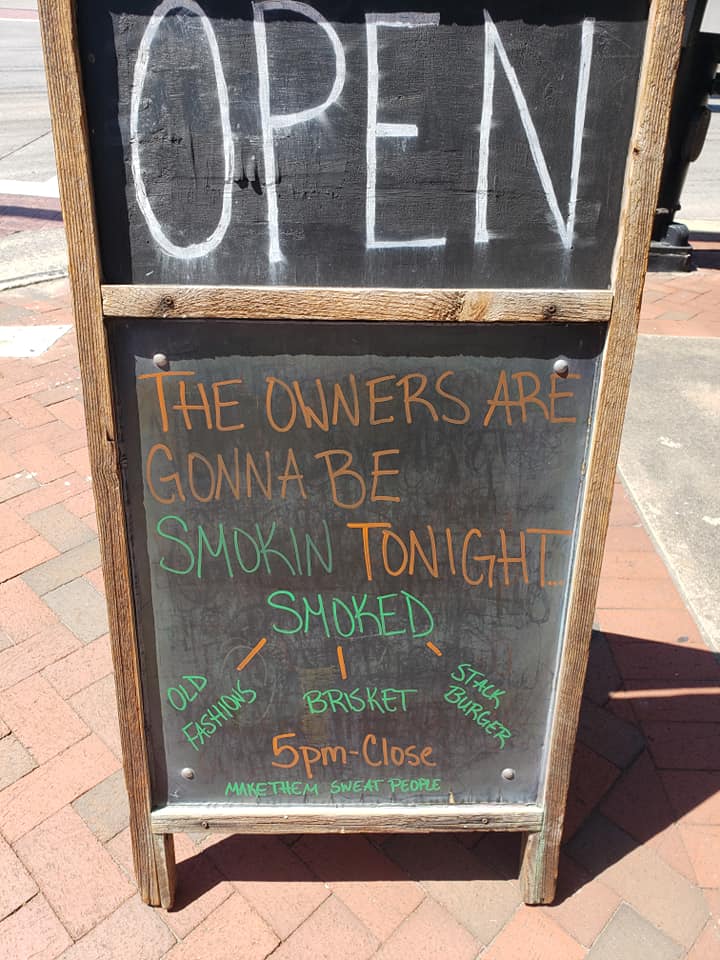 OPEN
THE OWNERS ARE
GONNA BE
SMOKIN TONIGHT...
SMOKED
OLD
FASHIONS
BRISKET
STACK
BURGER
5pm-Close
MAKE THEM SWEAT PEOPLE